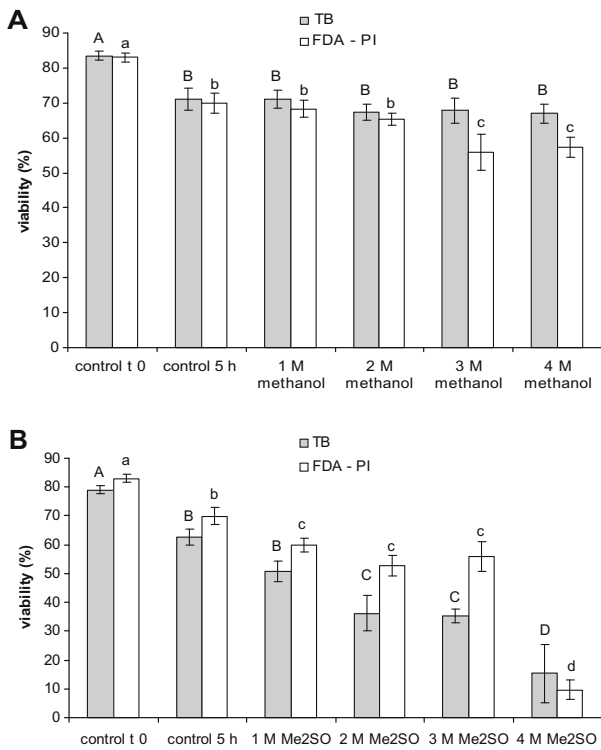 A
TB
FDA - PI
90
80
70
60
50
40
30
20
10
0
viability (%)
A a
B b
B b
B b
B c
B c
control t 0
control 5 h
1 M methanol
2 M methanol
3 M methanol
4 M methanol
B
TB
FDA - PI
90
80
70
60
50
40
30
20
10
0
viability (%)
A a
B b
B c
C c
C c
D d
control t 0
control 5 h
1 M Me2SO
2 M Me2SO
3 M Me2SO
4 M Me2SO